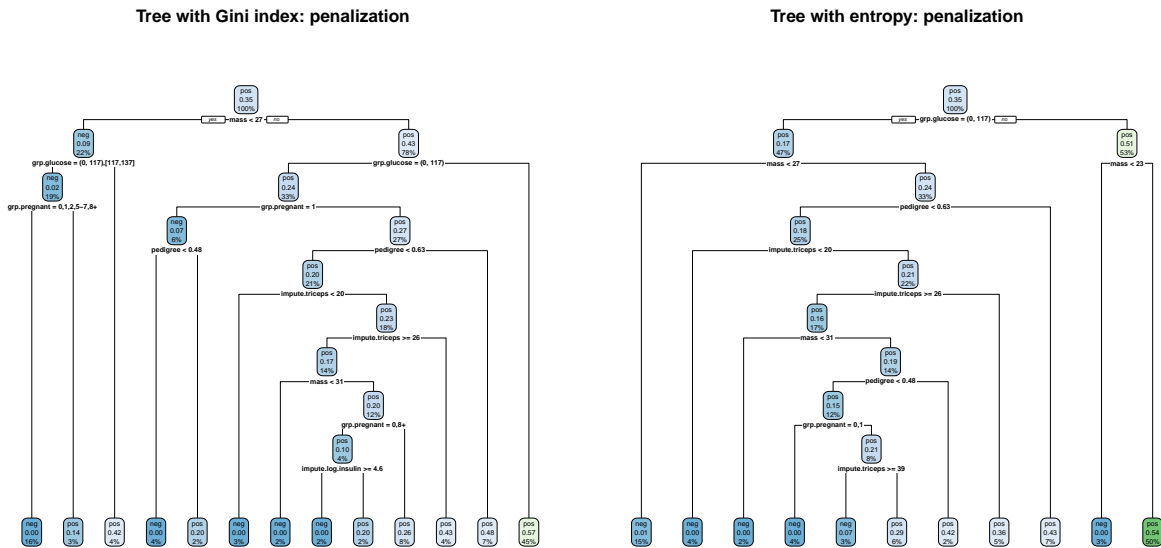 Tree with Gini index: penalization
pos
0.35
100%
yes
mass < 27
no
neg
0.09
22%
pos
0.43
78%
grp.glucose = (0, 117),[117,137]
grp.glucose = (0, 117)
neg
0.02
19%
pos
0.24
33%
grp.pregnant = 0,1,2,5−7,8+
grp.pregnant = 1
neg
0.07
6%
pos
0.27
27%
pedigree < 0.48
pedigree < 0.63
pos
0.20
21%
impute.triceps < 20
pos
0.23
18%
impute.triceps >= 26
pos
0.17
14%
mass < 31
pos
0.20
12%
grp.pregnant = 0,8+
pos
0.10
4%
impute.log.insulin >= 4.6
neg
0.00
16%
pos
0.14
3%
pos
0.42
4%
neg
0.00
4%
pos
0.20
2%
neg
0.00
3%
neg
0.00
2%
neg
0.00
2%
pos
0.20
2%
pos
0.26
8%
pos
0.43
4%
pos
0.48
7%
pos
0.57
45%
Tree with entropy: penalization
pos
0.35
100%
yes
grp.glucose = (0, 117)
no
pos
0.17
47%
pos
0.51
53%
mass < 27
mass < 23
pos
0.24
33%
pedigree < 0.63
pos
0.18
25%
impute.triceps < 20
pos
0.21
22%
impute.triceps >= 26
pos
0.16
17%
mass < 31
pos
0.19
14%
pedigree < 0.48
pos
0.15
12%
grp.pregnant = 0,1
pos
0.21
8%
impute.triceps >= 39
neg
0.01
15%
neg
0.00
4%
neg
0.00
2%
neg
0.00
4%
neg
0.07
3%
pos
0.29
6%
pos
0.42
2%
pos
0.36
5%
pos
0.43
7%
neg
0.00
3%
pos
0.54
50%